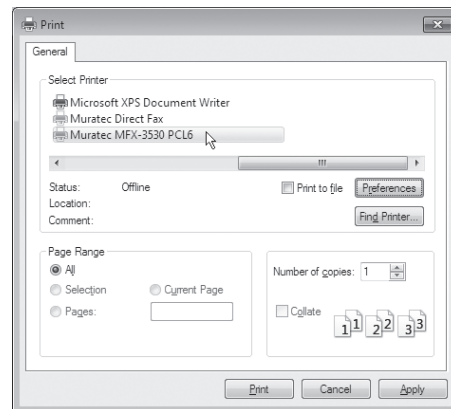 Print
General
Select Printer
Microsoft XPS Document Writer
Muratec Direct Fax
Muratec MFX-3530 PCL6
Status: Offline
Print to file
Preferences
Location:
Comment:
Find Printer...
Page Range
All
Selection
Current Page
Pages:
Number of copies: 1
Collate
1 1 2 2 3 3
Print
Cancel
Apply